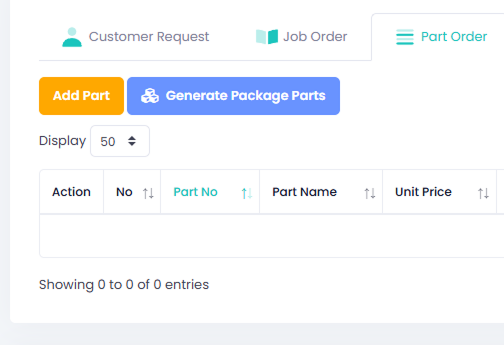 Customer Request Job Order Part Order
Add Part Generate Package Parts
Display 50
Action No Part No Part Name Unit Price
Showing 0 to 0 of 0 entries